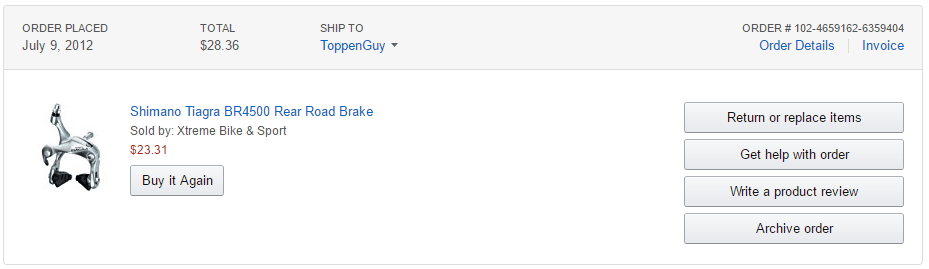 ORDER PLACED
July 9, 2012
TOTAL
$28.36
SHIP TO
ToppenGuy
ORDER # 102-4659162-6359404
Order Details
Invoice
Shimano Tiagra BR4500 Rear Road Brake
Sold by: Xtreme Bike & Sport
$23.31
Buy it Again
Return or replace items
Get help with order
Write a product review
Archive order